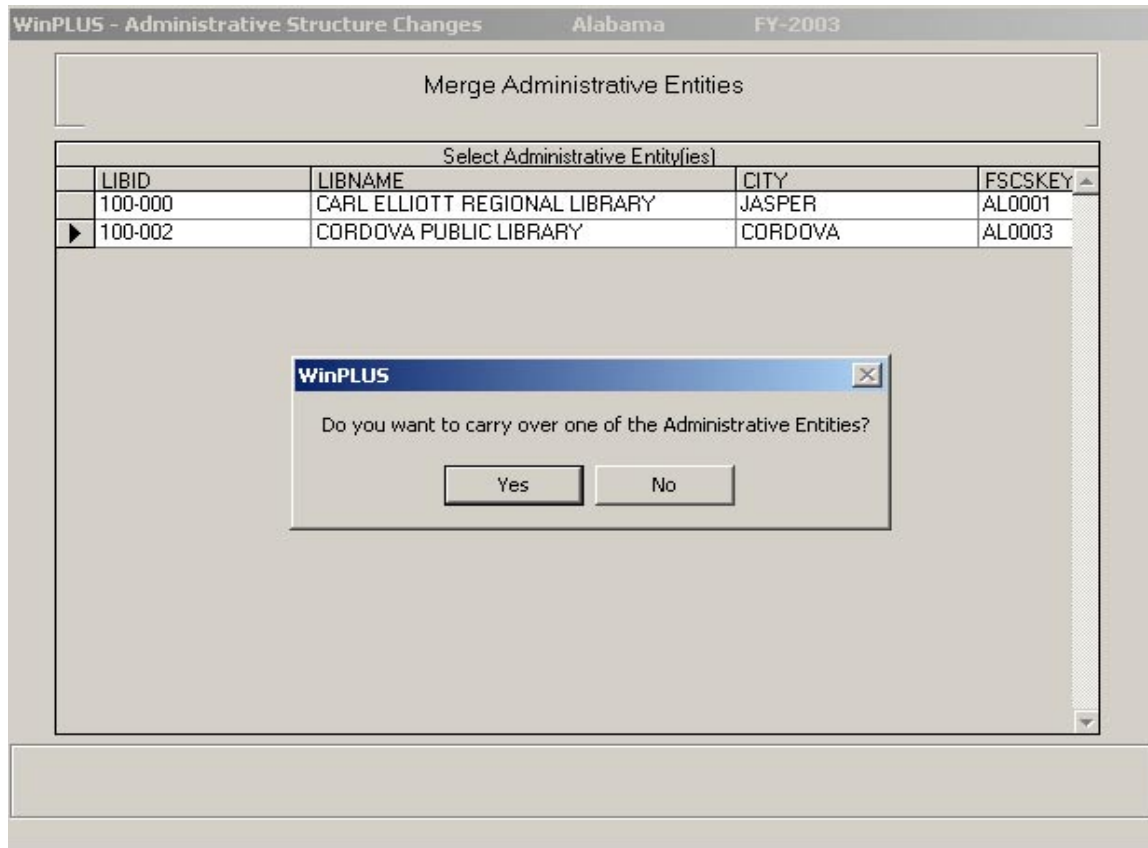 WinPLUS - Administrative Structure Changes Alabama FY-2003
Merge Administrative Entities
Select Administrative Entity(ies)
LIBID LIBNAME CITY FSCSKEY
100-000 CARL ELLIOTT REGIONAL LIBRARY JASPER AL0001
100-002 CORDOVA PUBLIC LIBRARY CORDOVA AL0003
WinPLUS
Do you want to carry over one of the Administrative Entities?
Yes No